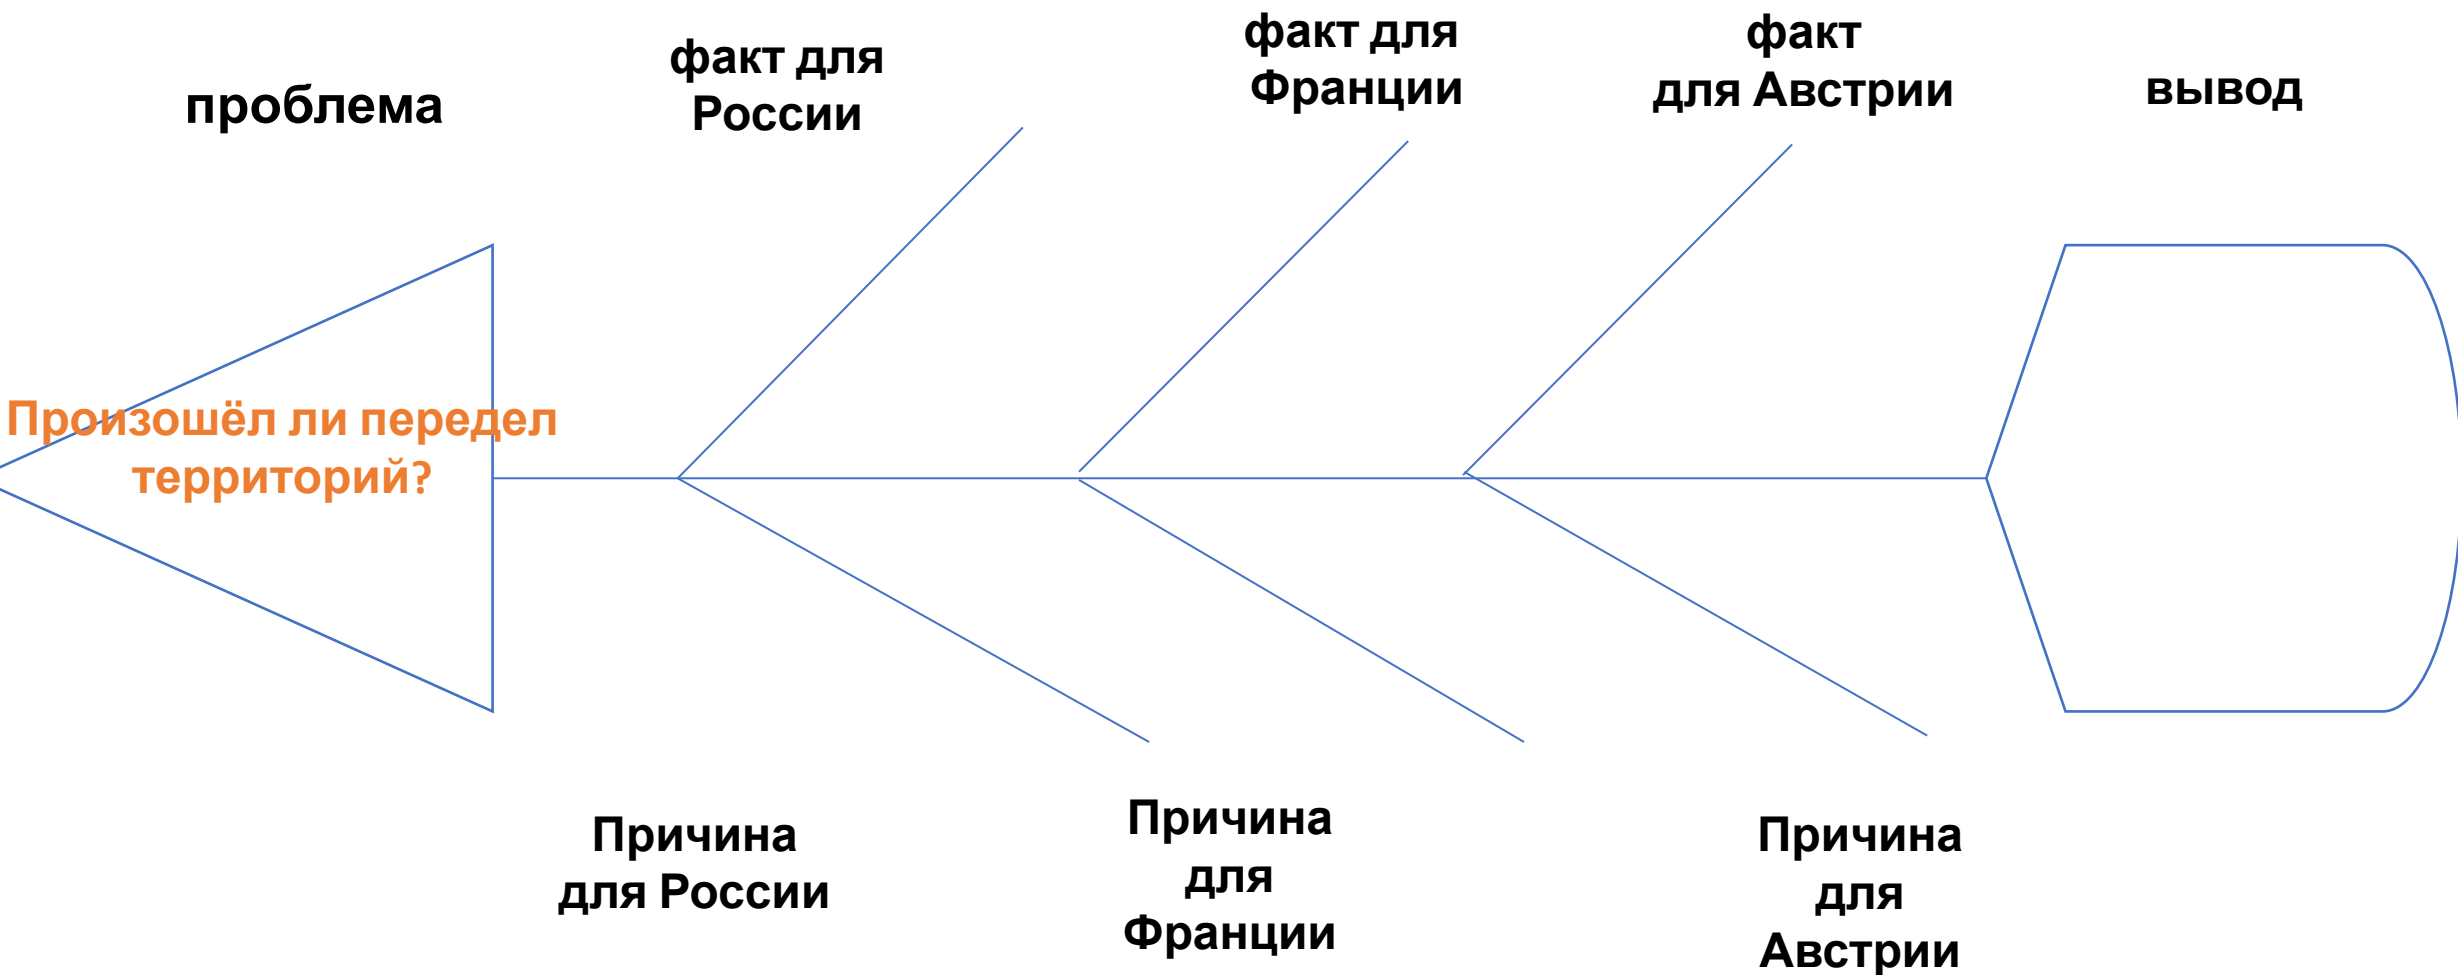 проблема
факт для
России
факт для
Франции
факт
для Австрии
вывод
Произошёл ли передел
территорий?
Причина
для России
Причина
для
Франции
Причина
для
Австрии